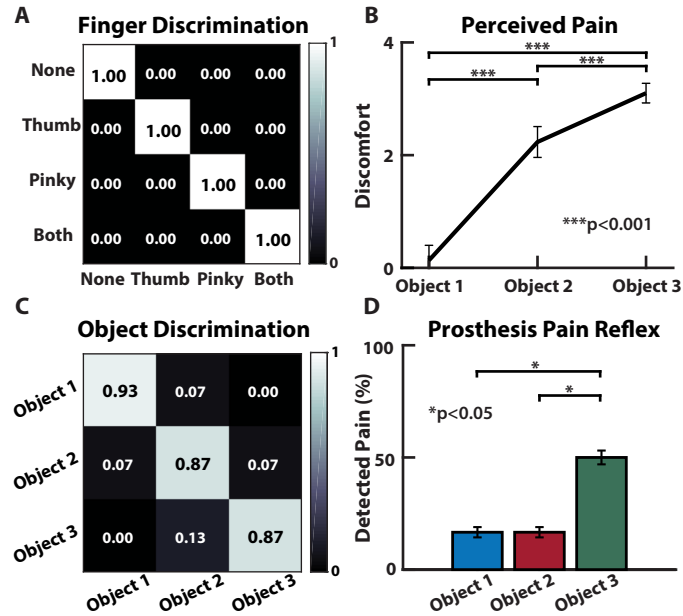 A
Finger Discrimination
None
Thumb
Pinky
Both
1.00 0.00 0.00 0.00
0.00 1.00 0.00 0.00
0.00 0.00 1.00 0.00
0.00 0.00 0.00 1.00
None Thumb Pinky Both
1
0
B
Perceived Pain
Discomfort
4
2
0
***
*** ***
***p<0.001
Object 1 Object 2 Object 3
C
Object Discrimination
Object 1
Object 2
Object 3
0.93 0.07 0.00
0.07 0.87 0.07
0.00 0.13 0.87
Object 1 Object 2 Object 3
1
0
D
Prosthesis Pain Reflex
Detected Pain (%)
100
50
0
*
*
*p<0.05
Object 1 Object 2 Object 3